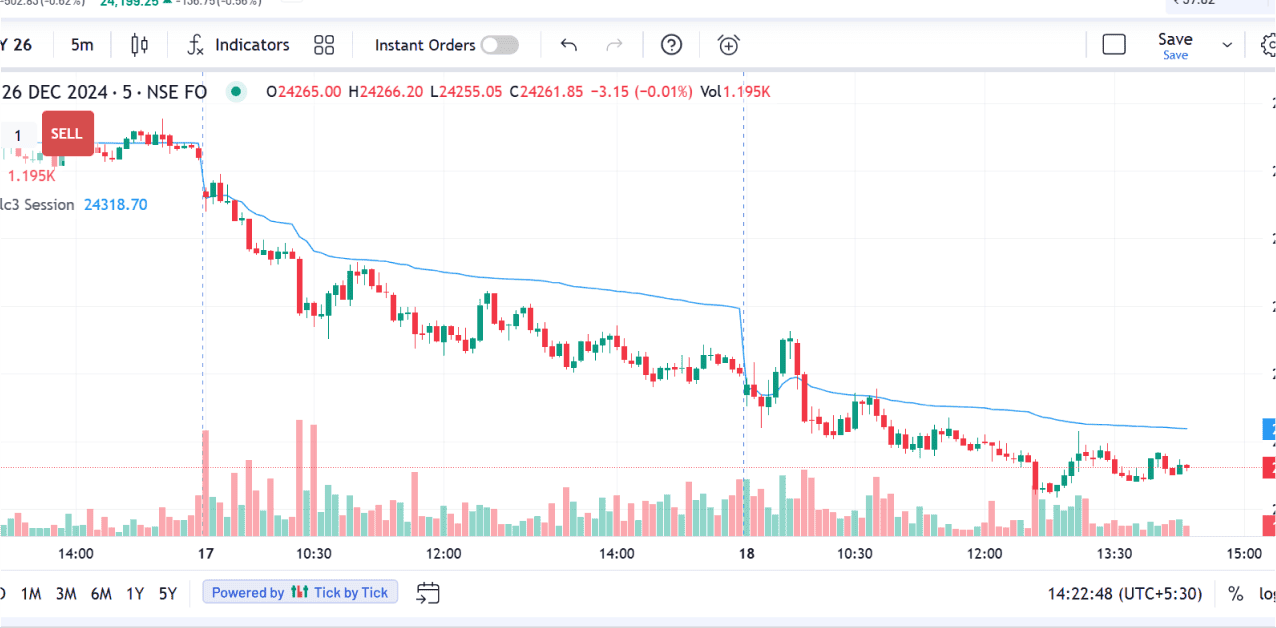 -502.83(-0.62%) 24,199.25 -136.75(-0.56%)
₹ 37.82
Y 26 5m Indicators Instant Orders Save
Save
26 DEC 2024 · 5 · NSE FO O24265.00 H24266.20 L24255.05 C24261.85 −3.15 (−0.01%) Vol1.195K
1 SELL
1.195K
lc3 Session 24318.70
14:00 17 10:30 12:00 14:00 18 10:30 12:00 13:30 15:00
D 1M 3M 6M 1Y 5Y Powered by Tick by Tick 14:22:48 (UTC+5:30) % log